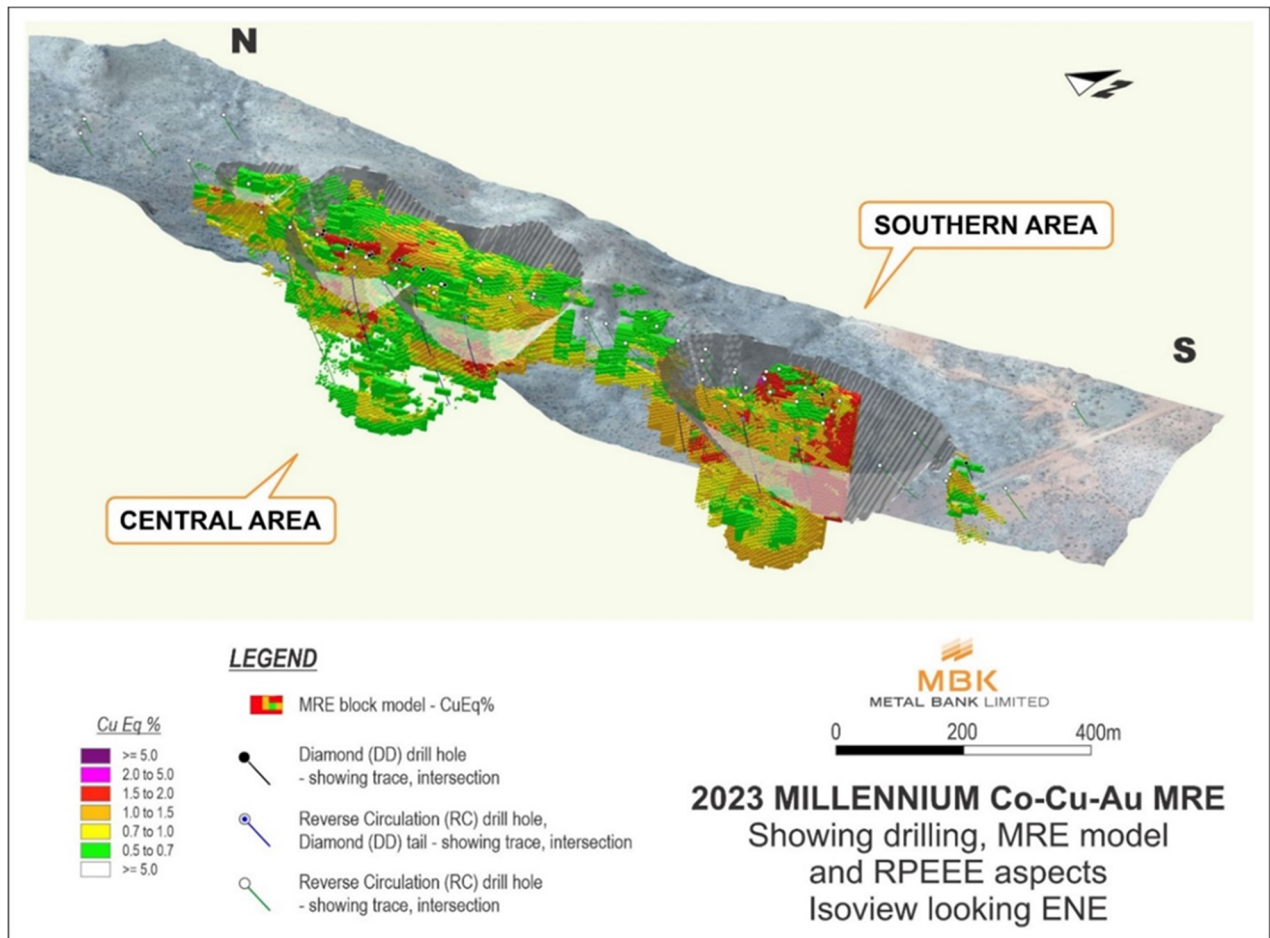 N
SOUTHERN AREA
S
CENTRAL AREA
LEGEND
MRE block model - CuEq%
Cu Eq %
>= 5.0
2.0 to 5.0
1.5 to 2.0
1.0 to 1.5
0.7 to 1.0
0.5 to 0.7
>= 5.0
Diamond (DD) drill hole
- showing trace, intersection
Reverse Circulation (RC) drill hole,
Diamond (DD) tail - showing trace, intersection
Reverse Circulation (RC) drill hole
- showing trace, intersection
MBK
METAL BANK LIMITED
0 200 400m
2023 MILLENNIUM Co-Cu-Au MRE
Showing drilling, MRE model
and RPEEE aspects
Isoview looking ENE